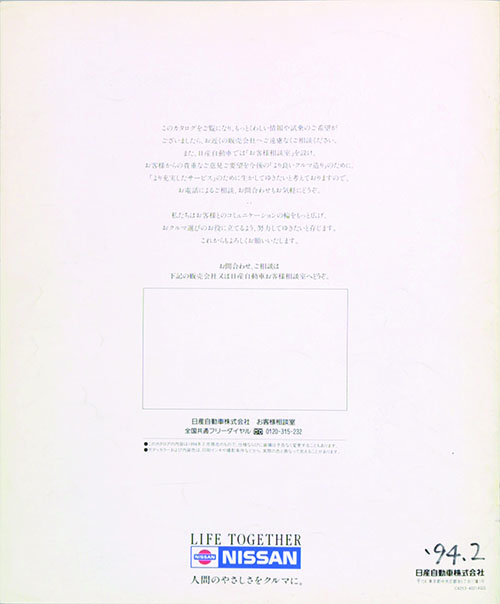 このカタログをご覧になり、もっとくわしい情報や試乗のご希望が
ございましたら、お近くの販売会社へご遠慮なくご相談ください。
また、日産自動車では「お客様相談室」を設け、
お客様からの貴重なご意見ご要望を今後の「より良いクルマ造り」のために、
「より充実したサービス」のために生かしてゆきたいと考えておりますので、
お電話によるご相談、お問合わせもお気軽にどうぞ。
私たちはお客様とのコミュニケーションの輪をもっと広げ、
おクルマ選びのお役に立てるよう、努力してゆきたいと存じます。
これからもよろしくお願いいたします。
お問合わせ、ご相談は
下記の販売会社又は日産自動車お客様相談室へどうぞ。
日産自動車株式会社 お客様相談室
全国共通フリーダイヤル 0120-315-232
LIFE TOGETHER
NISSAN NISSAN
人間のやさしさをクルマに。
'94.2
日産自動車株式会社